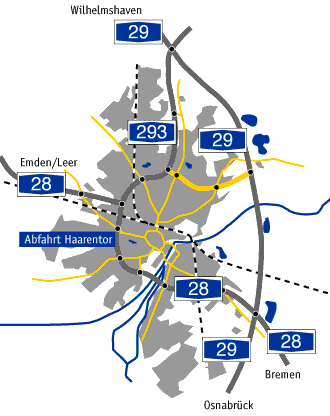 Wilhelmshaven
29
293
29
Emden/Leer
28
Abfahrt Haarentor
28
29
28
Bremen
Osnabrück